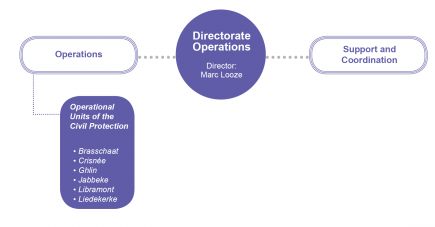 Directorate
Operations
Director:
Marc Looze
Operations
Support and
Coordination
Operational
Units of the
Civil Protection
• Brasschaat
• Crisnée
• Ghlin
• Jabbeke
• Libramont
• Liedekerke